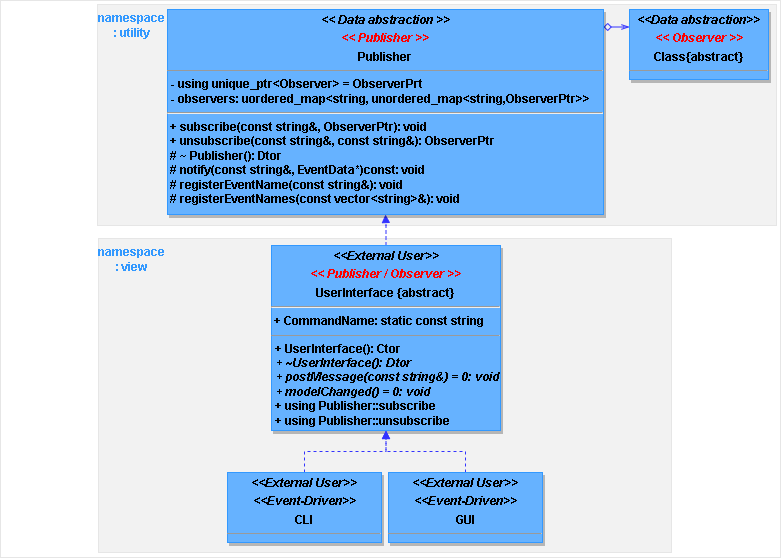 namespace
: utility
<< Data abstraction >>
<< Publisher >>
Publisher
- using unique_ptr<Observer> = ObserverPrt
- observers: uordered_map<string, unordered_map<string,ObserverPtr>>
+ subscribe(const string&, ObserverPtr): void
+ unsubscribe(const string&, const string&): ObserverPtr
# ~ Publisher(): Dtor
# notify(const string&, EventData*)const: void
# registerEventName(const string&): void
# registerEventNames(const vector<string>&): void
<<Data abstraction>>
<< Observer >>
Class{abstract}
namespace
: view
<<External User>>
<< Publisher / Observer >>
UserInterface {abstract}
+ CommandName: static const string
+ UserInterface(): Ctor
+ ~UserInterface(): Dtor
+ postMessage(const string&) = 0: void
+ modelChanged() = 0: void
+ using Publisher::subscribe
+ using Publisher::unsubscribe
<<External User>>
<<Event-Driven>>
CLI
<<External User>>
<<Event-Driven>>
GUI